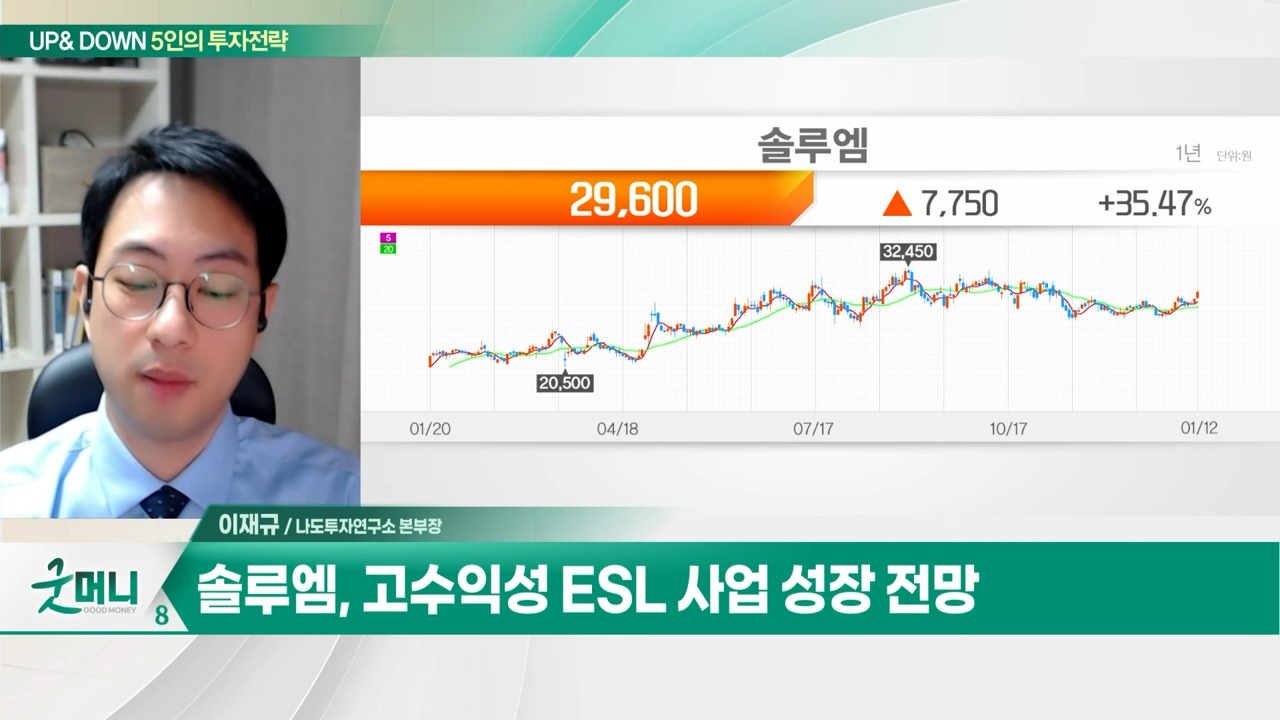 UP& DOWN 5인의 투자전략
솔루엠
1년 단위:원
29,600
▲ 7,750
+35.47%
5
20
32,450
20,500
01/20
04/18
07/17
10/17
01/12
이재규 / 나도투자연구소 본부장
굿머니
GOOD MONEY
8
솔루엠, 고수익성 ESL 사업 성장 전망